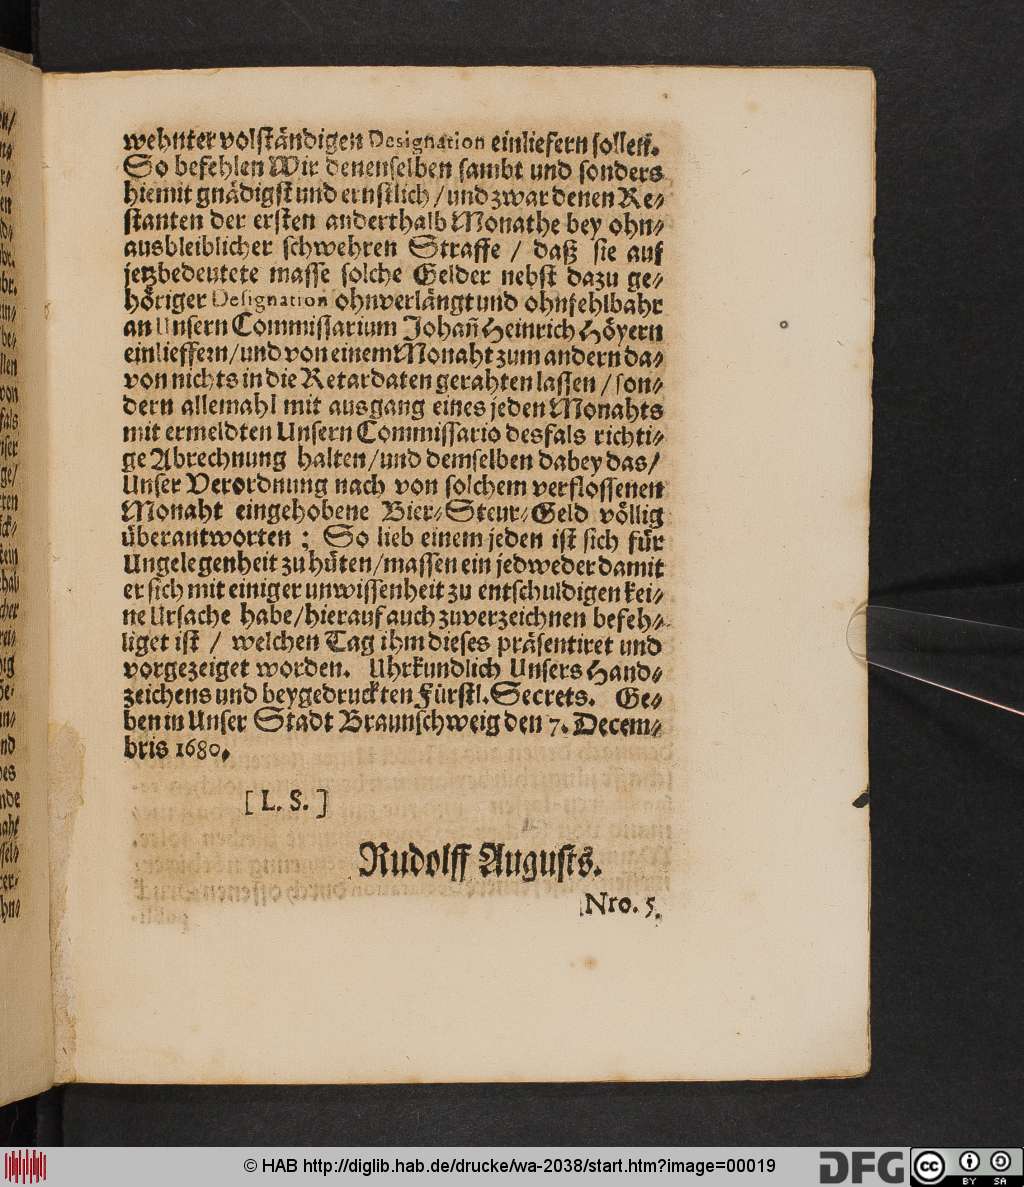 wehnter volſtändigen Designation einliefern ſollen.
So befehlen Wir denenſelben ſambt und ſonders
hiemit gnädigſt und ernſtlich / und zwar denen Re⸗
ſtanten der erſten anderthalb Monathe bey ohn⸗
ausbleiblicher ſchwehren Straffe / daß ſie auf
jetzbedeutete maſſe ſolche Gelder nebſt dazu ge⸗
höriger Deſignation ohnverlängt und ohnfehlbahr
an Unſern Commiſſarium Johañ Heinrich Höyern
einlieffern / und von einem Monaht zum andern da⸗
von nichts in die Retardaten gerahten laſſen / ſon⸗
dern allemahl mit ausgang eines jeden Monahts
mit ermeldten Unſern Commiſſario desfals richti⸗
ge Abrechnung halten / und demſelben dabey das /
Unſer Verordnung nach von ſolchem verfloſſenen
Monaht eingehobene Bier⸗Steur⸗Geld völlig
überantworten : So lieb einem jeden iſt ſich für
Ungelegenheit zu hüten / maſſen ein jedweder damit
er ſich mit einiger unwiſſenheit zu entſchuldigen kei⸗
ne Urſache habe / hierauf auch zuverzeichnen befeh⸗
liget iſt / welchen Tag ihm dieſes präſentiret und
vorgezeiget worden. Uhrkundlich Unſers Hand⸗
zeichens und beygedruckten Fürſtl. Secrets. Ge⸗
ben in Unſer Stadt Braunſchweig den 7. Decem⸗
bris 1680.
[ L. S. ]
Rudolff Auguſts.
Nro. 5.
© HAB http://diglib.hab.de/drucke/wa-2038/start.htm?image=00019
DFG
cc BY SA